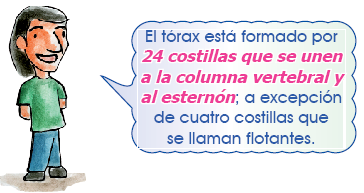 El tórax está formado por
24 costillas que se unen
a la columna vertebral y
al esternón; a excepción
de cuatro costillas que
se llaman flotantes.